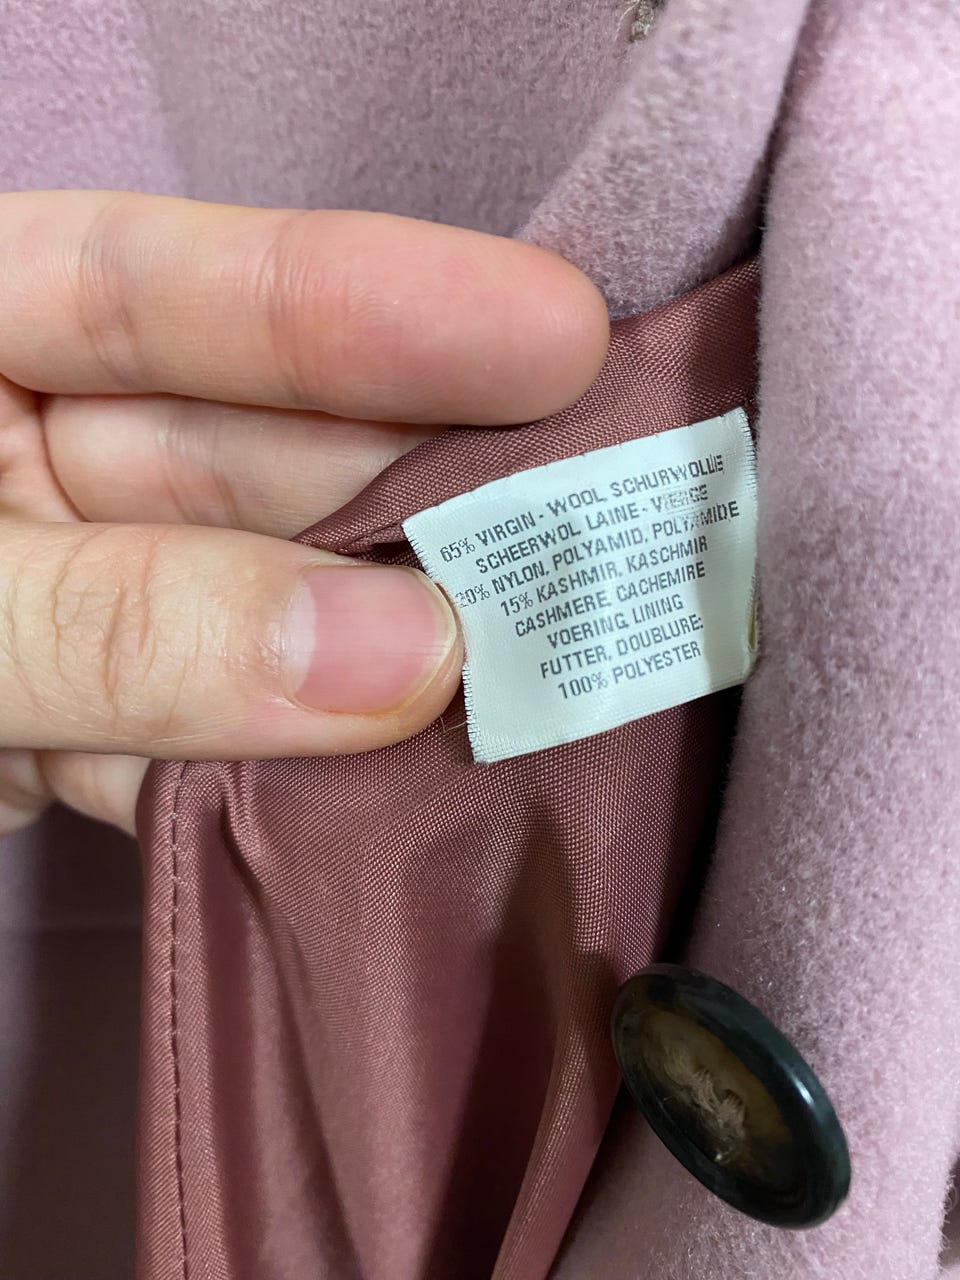 65% VIRGIN - WOOL, SCHURWOLLE
SCHEERWOL LAINE - VIERGE
20% NYLON, POLYAMID, POLYAMIDE
15% KASHMIR, KASCHMIR
CASHMERE, CACHEMIRE
VOERING, LINING
FUTTER, DOUBLURE:
100% POLYESTER